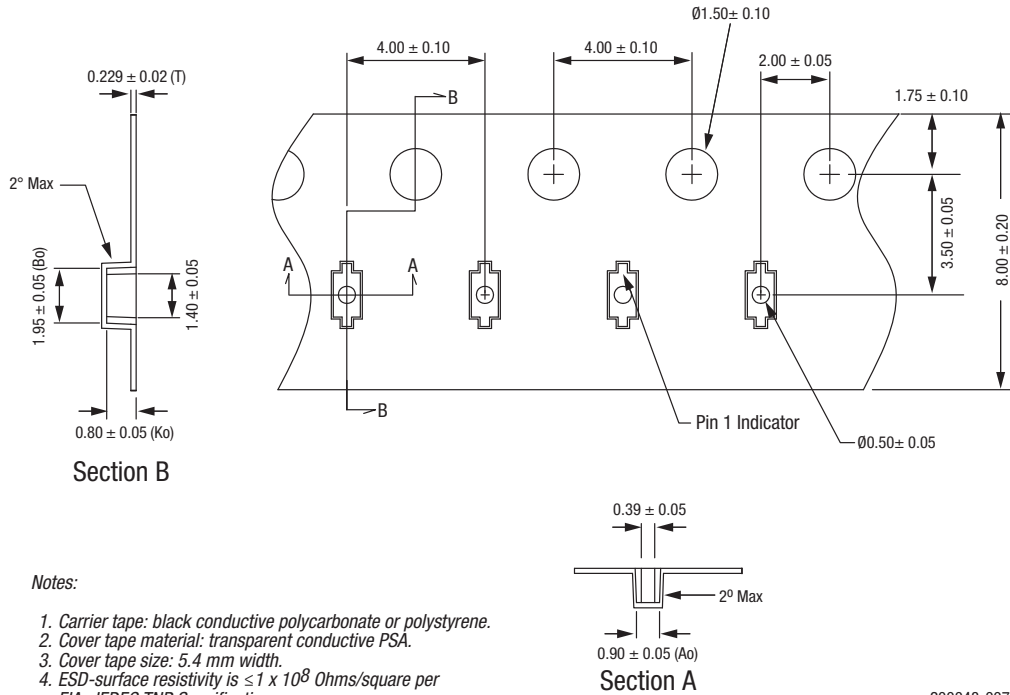 Ø1.50± 0.10
4.00 ± 0.10
4.00 ± 0.10
2.00 ± 0.05
0.229 ± 0.02 (T)
1.75 ± 0.10
B
2° Max
1.95 ± 0.05 (Bo)
1.40 ± 0.05
A
A
3.50 ± 0.05
8.00 ± 0.20
B
Pin 1 Indicator
0.80 ± 0.05 (Ko)
Ø0.50± 0.05
Section B
0.39 ± 0.05
Notes:
2º Max
1. Carrier tape: black conductive polycarbonate or polystyrene.
2. Cover tape material: transparent conductive PSA.
3. Cover tape size: 5.4 mm width.
0.90 ± 0.05 (Ao)
4. ESD-surface resistivity is ≤1 x 10⁸ Ohms/square per
Section A